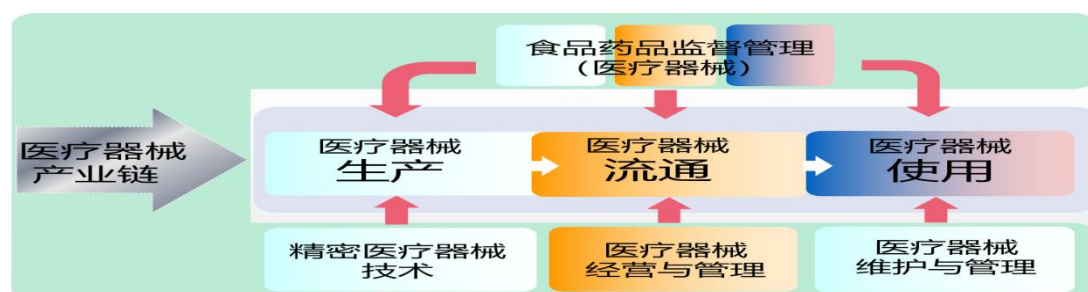 食品药品监督管理
（医疗器械）
医疗器械
产业链
医疗器械
生产
医疗器械
流通
医疗器械
使用
精密医疗器械
技术
医疗器械
经营与管理
医疗器械
维护与管理